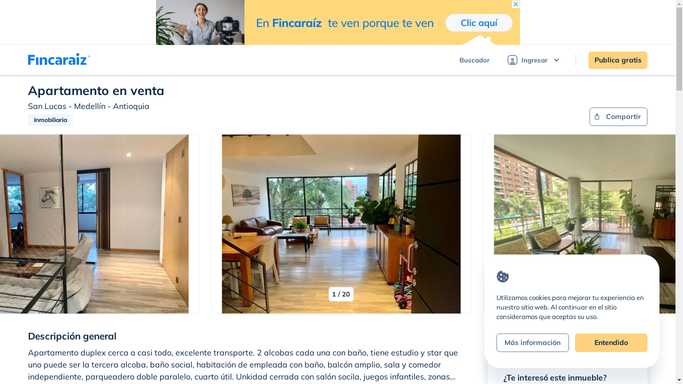 En Fincaraíz te ven porque te ven
Clic aquí
Fincaraiz
Buscador
Ingresar
Publica gratis
Apartamento en venta
San Lucas - Medellín - Antioquia
Inmobiliaria
Compartir
1 / 20
Utilizamos cookies para mejorar tu experiencia en
nuestro sitio web. Al continuar en el sitio
consideramos que aceptas su uso.
Más información
Entendido
Descripción general
Apartamento duplex cerca a casi todo, excelente transporte. 2 alcobas cada una con baño, tiene estudio y star que
uno puede ser la tercera alcoba, baño social, habitación de empleada con baño, balcón amplio, sala y comedor
independiente, parqueadero doble paralelo, cuarto útil. Unkidad cerrada con salón socila, juegos infantiles, zonas...
¿Te interesó este inmueble?